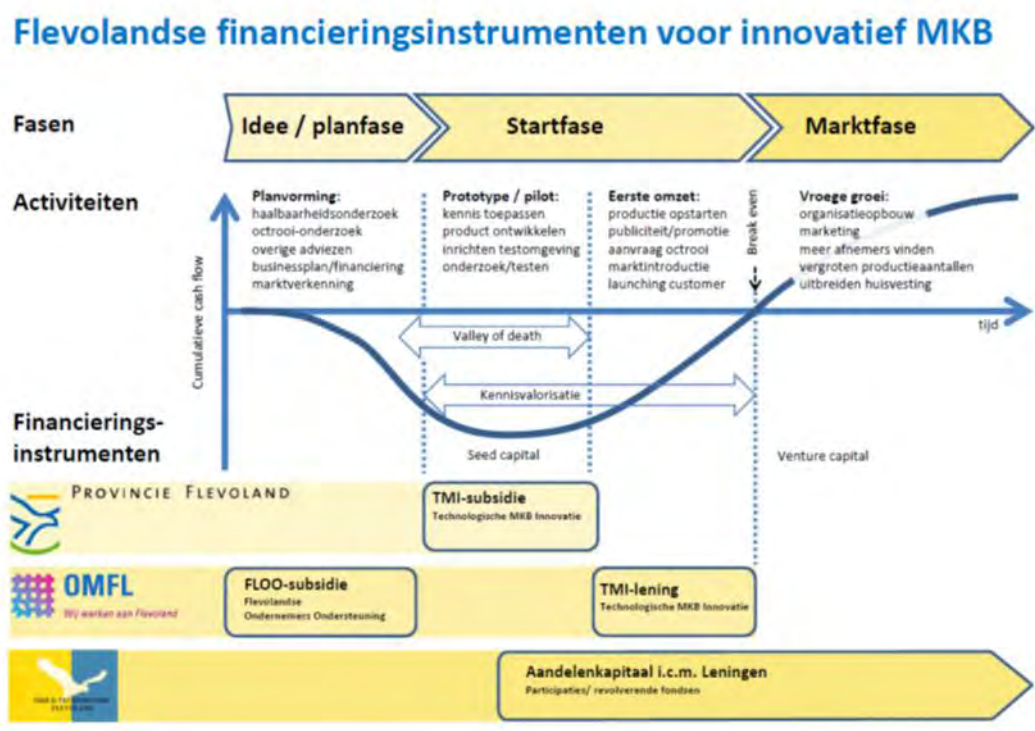 Flevolandse financieringsinstrumenten voor innovatief MKB
Fasen
Idee / planfase
Startfase
Marktfase
Activiteiten
Planvorming:
haalbaarheidsonderzoek
octrooi-onderzoek
overige adviezen
businessplan/financiering
marktverkenning
Prototype / pilot:
kennis toepassen
product ontwikkelen
inrichten testomgeving
onderzoek/testen
Eerste omzet:
productie opstarten
publiciteit/promotie
aanvraag octrooi
marktintroductie
launching customer
Break even
Vroege groei:
organisatieopbouw
marketing
meer afnemers vinden
vergroten productieaantallen
uitbreiden huisvesting
Cumulatieve cash flow
tijd
Valley of death
Kennisvalorisatie
Financierings-
instrumenten
Seed capital
Venture capital
PROVINCIE FLEVOLAND
TMI-subsidie
Technologische MKB Innovatie
OMFL
Wij werken aan Flevoland
FLOO-subsidie
Flevolandse
Ondernemers Ondersteuning
TMI-lening
Technologische MKB Innovatie
Aandelenkapitaal i.c.m. Leningen
Participaties/ revolverende fondsen
FLEVOLAND